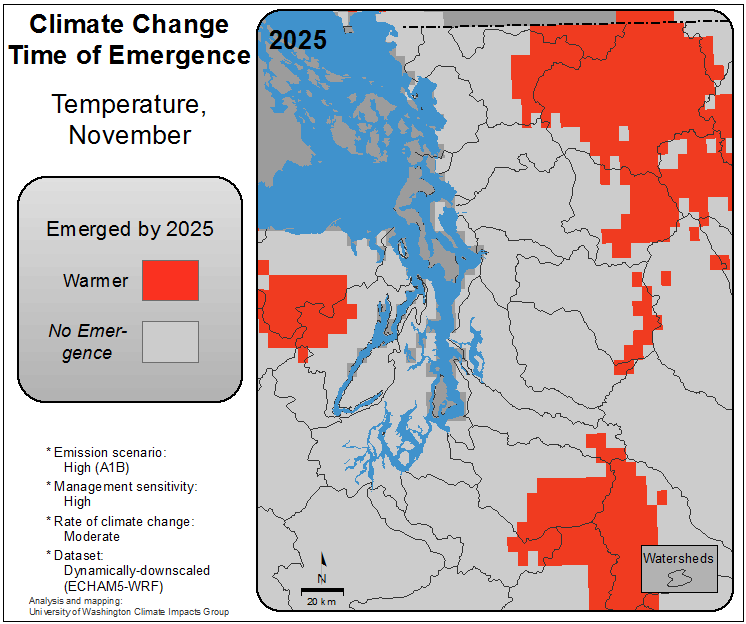 Climate Change
Time of Emergence
Temperature,
November
Emerged by 2025
Warmer
No Emer-
gence
* Emission scenario:
High (A1B)
* Management sensitivity:
High
* Rate of climate change:
Moderate
* Dataset:
Dynamically-downscaled
(ECHAM5-WRF)
Analysis and mapping:
University of Washington Climate Impacts Group
2025
N
20 km
Watersheds